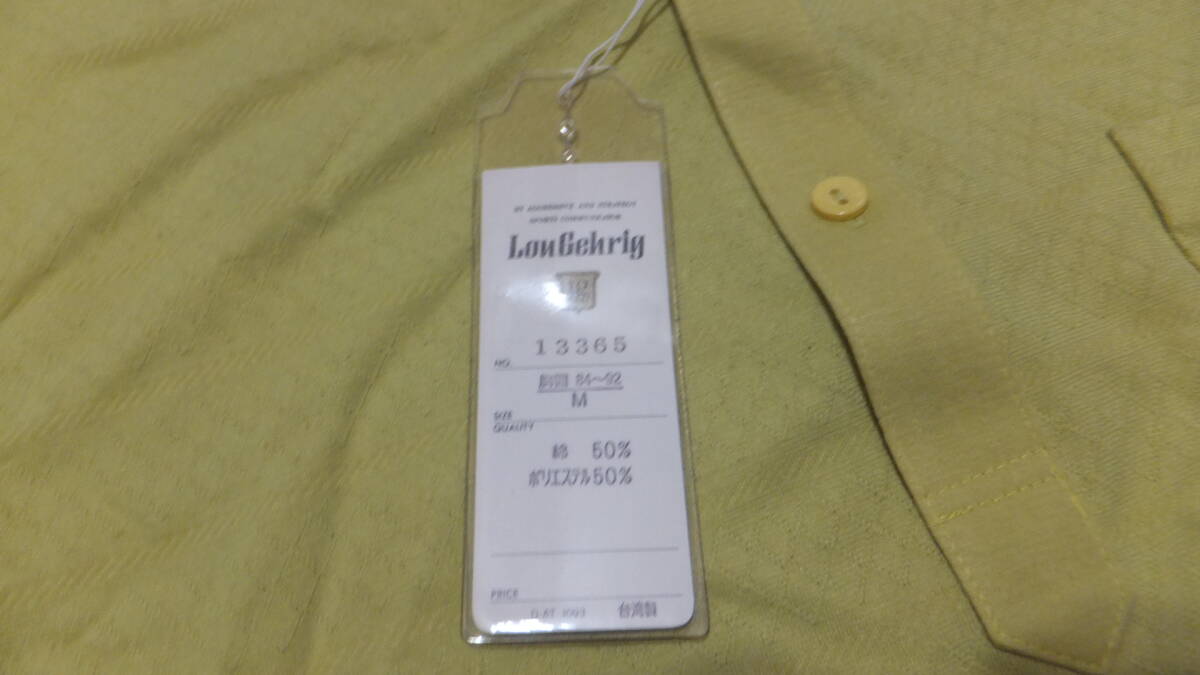 LouGehrig
NO. 13365
胸囲 84〜92
M
SIZE
QUALITY
綿 50%
ポリエステル50%
PRICE
台湾製